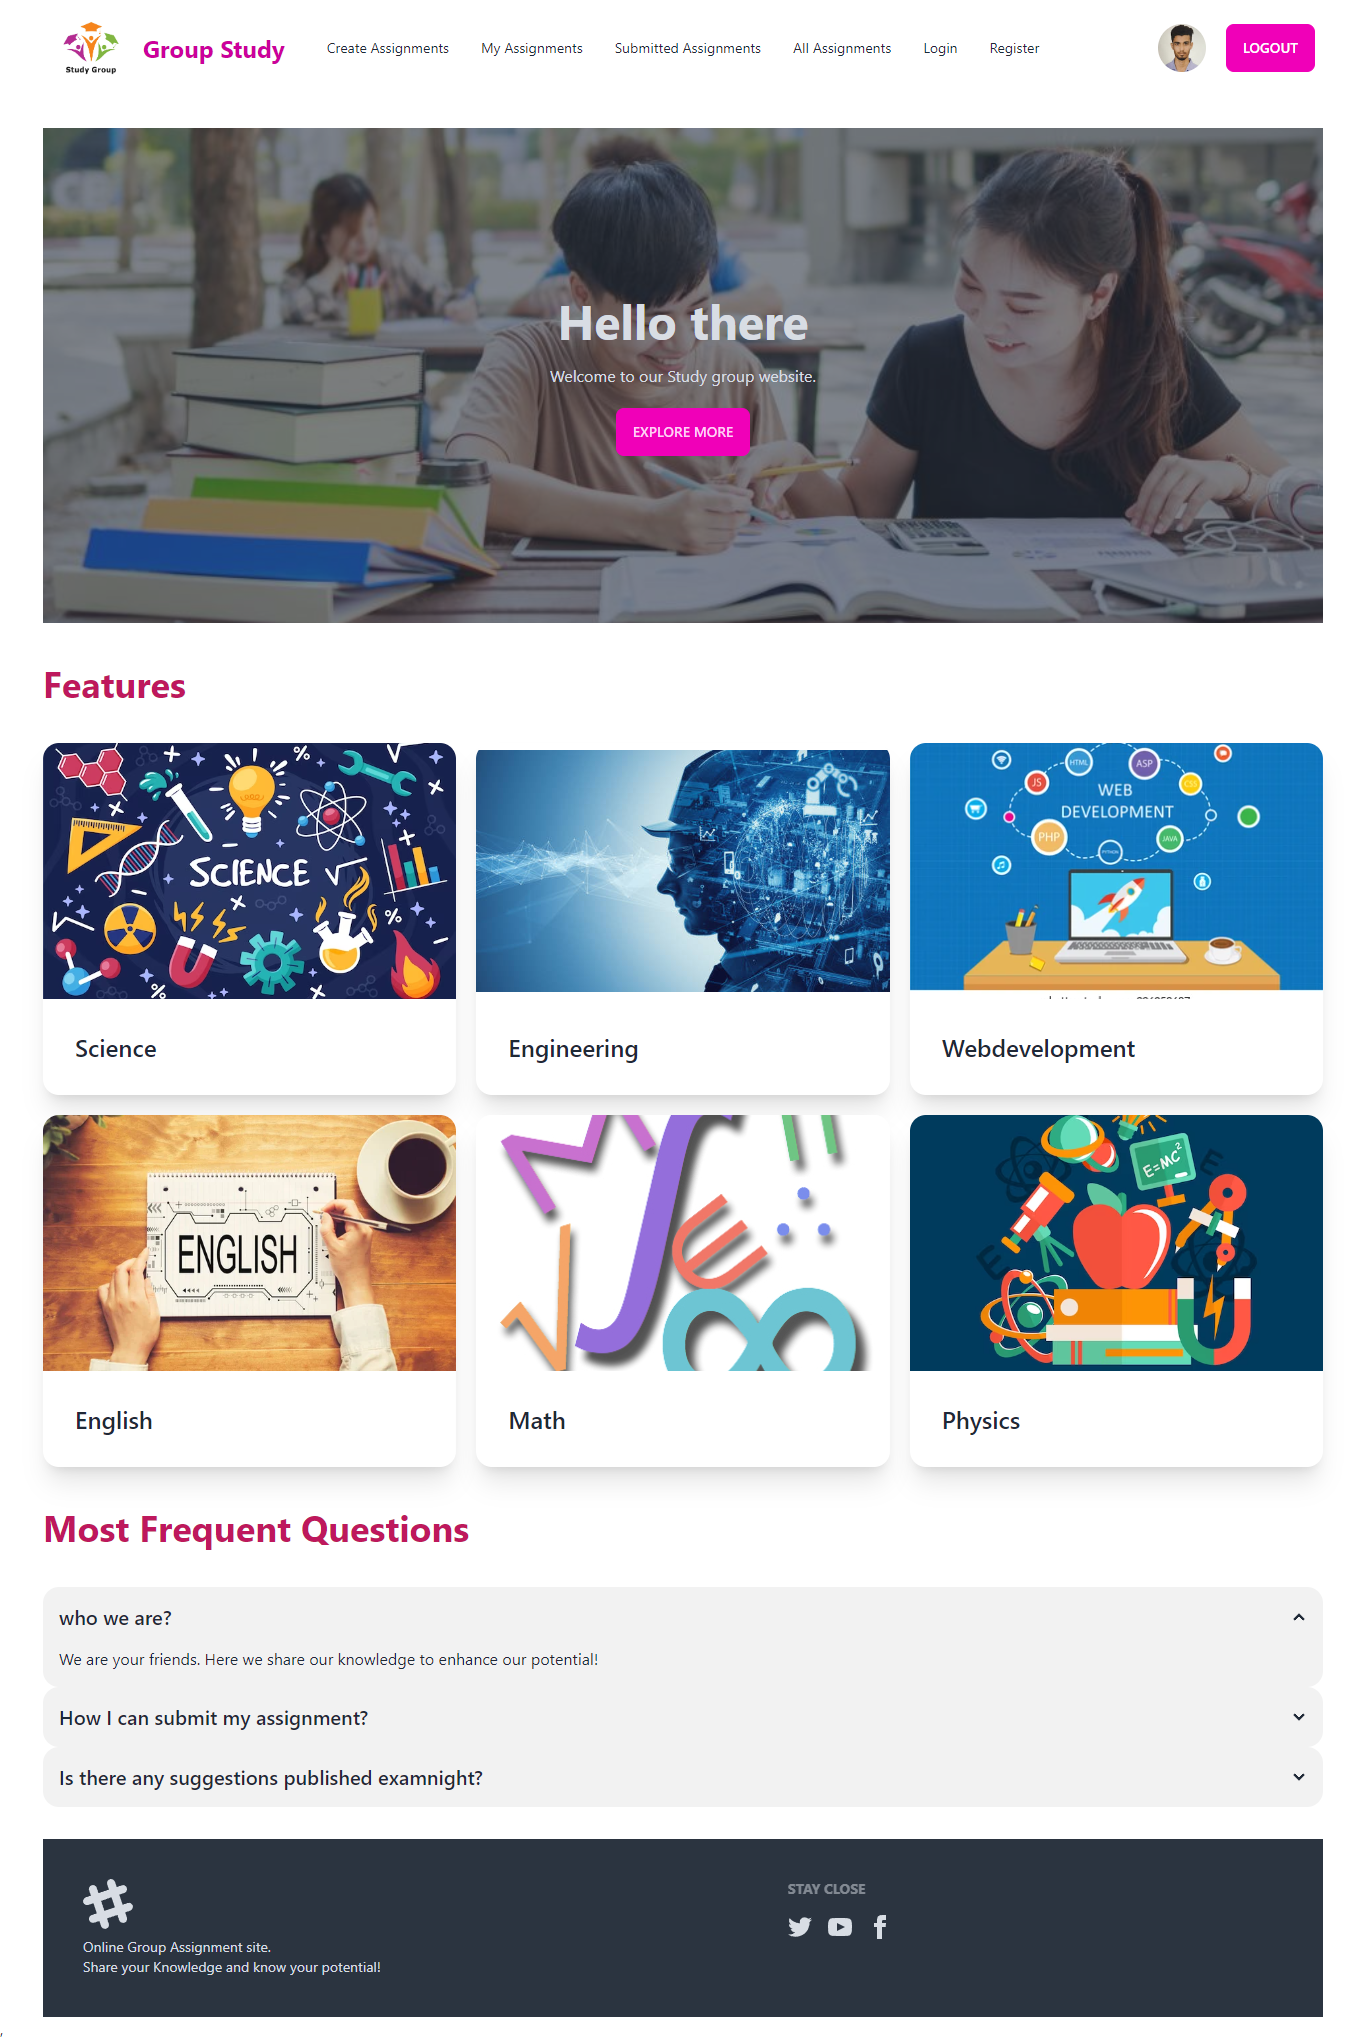 Study Group
Group Study
Create Assignments
My Assignments
Submitted Assignments
All Assignments
Login
Register
LOGOUT
Hello there
Welcome to our Study group website.
EXPLORE MORE
Features
SCIENCE
Science
Engineering
HTML
ASP
JS
WEB
DEVELOPMENT
CSS
PHP
PYTHON
JAVA
Webdevelopment
ENGLISH
English
Math
E=MC²
Physics
Most Frequent Questions
who we are?
We are your friends. Here we share our knowledge to enhance our potential!
How I can submit my assignment?
Is there any suggestions published examnight?
Online Group Assignment site.
Share your Knowledge and know your potential!
STAY CLOSE
,